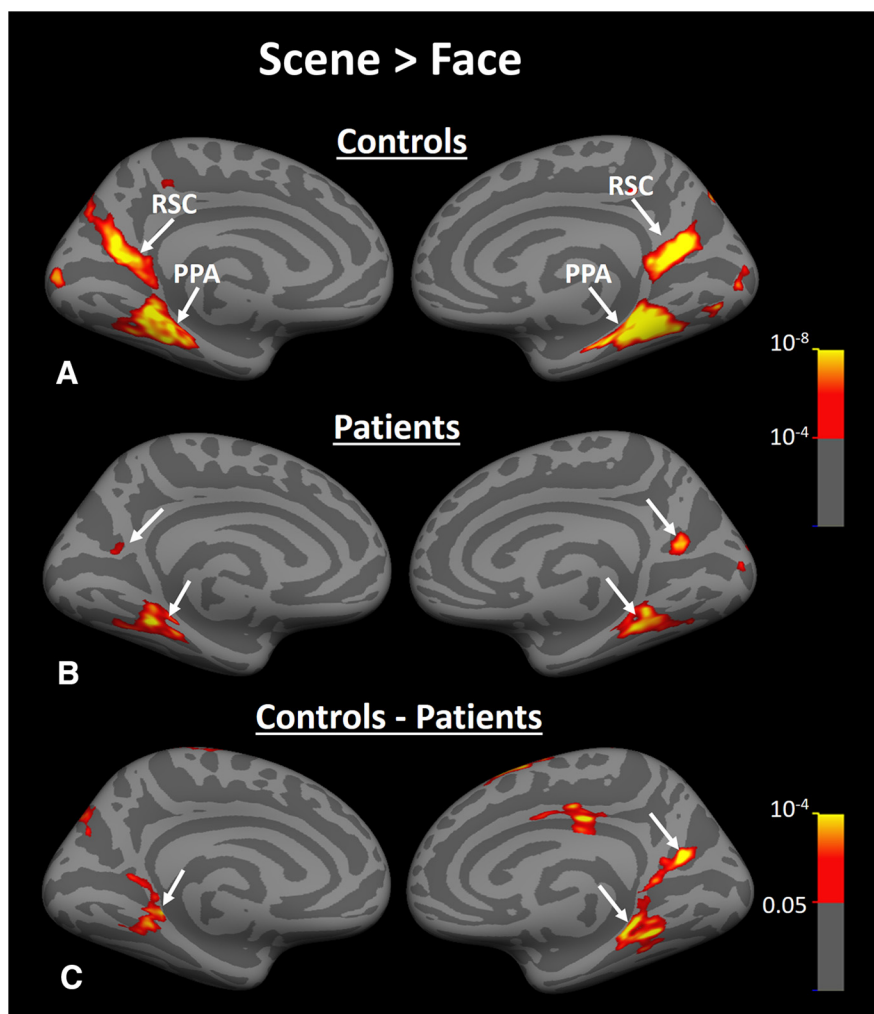 Scene > Face
Controls
RSC
RSC
PPA
PPA
A
10-8
10-4
Patients
B
Controls - Patients
10-4
0.05
C